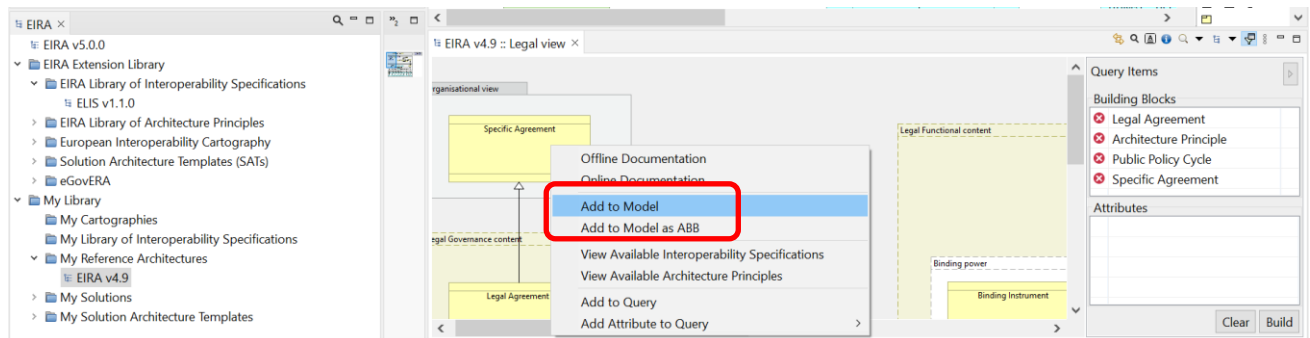 EIRA
EIRA v5.0.0
EIRA Extension Library
EIRA Library of Interoperability Specifications
ELIS v1.1.0
EIRA Library of Architecture Principles
European Interoperability Cartography
Solution Architecture Templates (SATs)
eGovERA
My Library
My Cartographies
My Library of Interoperability Specifications
My Reference Architectures
EIRA v4.9
My Solutions
My Solution Architecture Templates
2
EIRA v4.9 :: Legal view
rganisational view
Specific Agreement
egal Governance content
Legal Agreement
Offline Documentation
Online Documentation
Add to Model
Add to Model as ABB
View Available Interoperability Specifications
View Available Architecture Principles
Add to Query
Add Attribute to Query
Legal Functional content
Binding power
Binding Instrument
Query Items
Building Blocks
Legal Agreement
Architecture Principle
Public Policy Cycle
Specific Agreement
Attributes
Clear Build